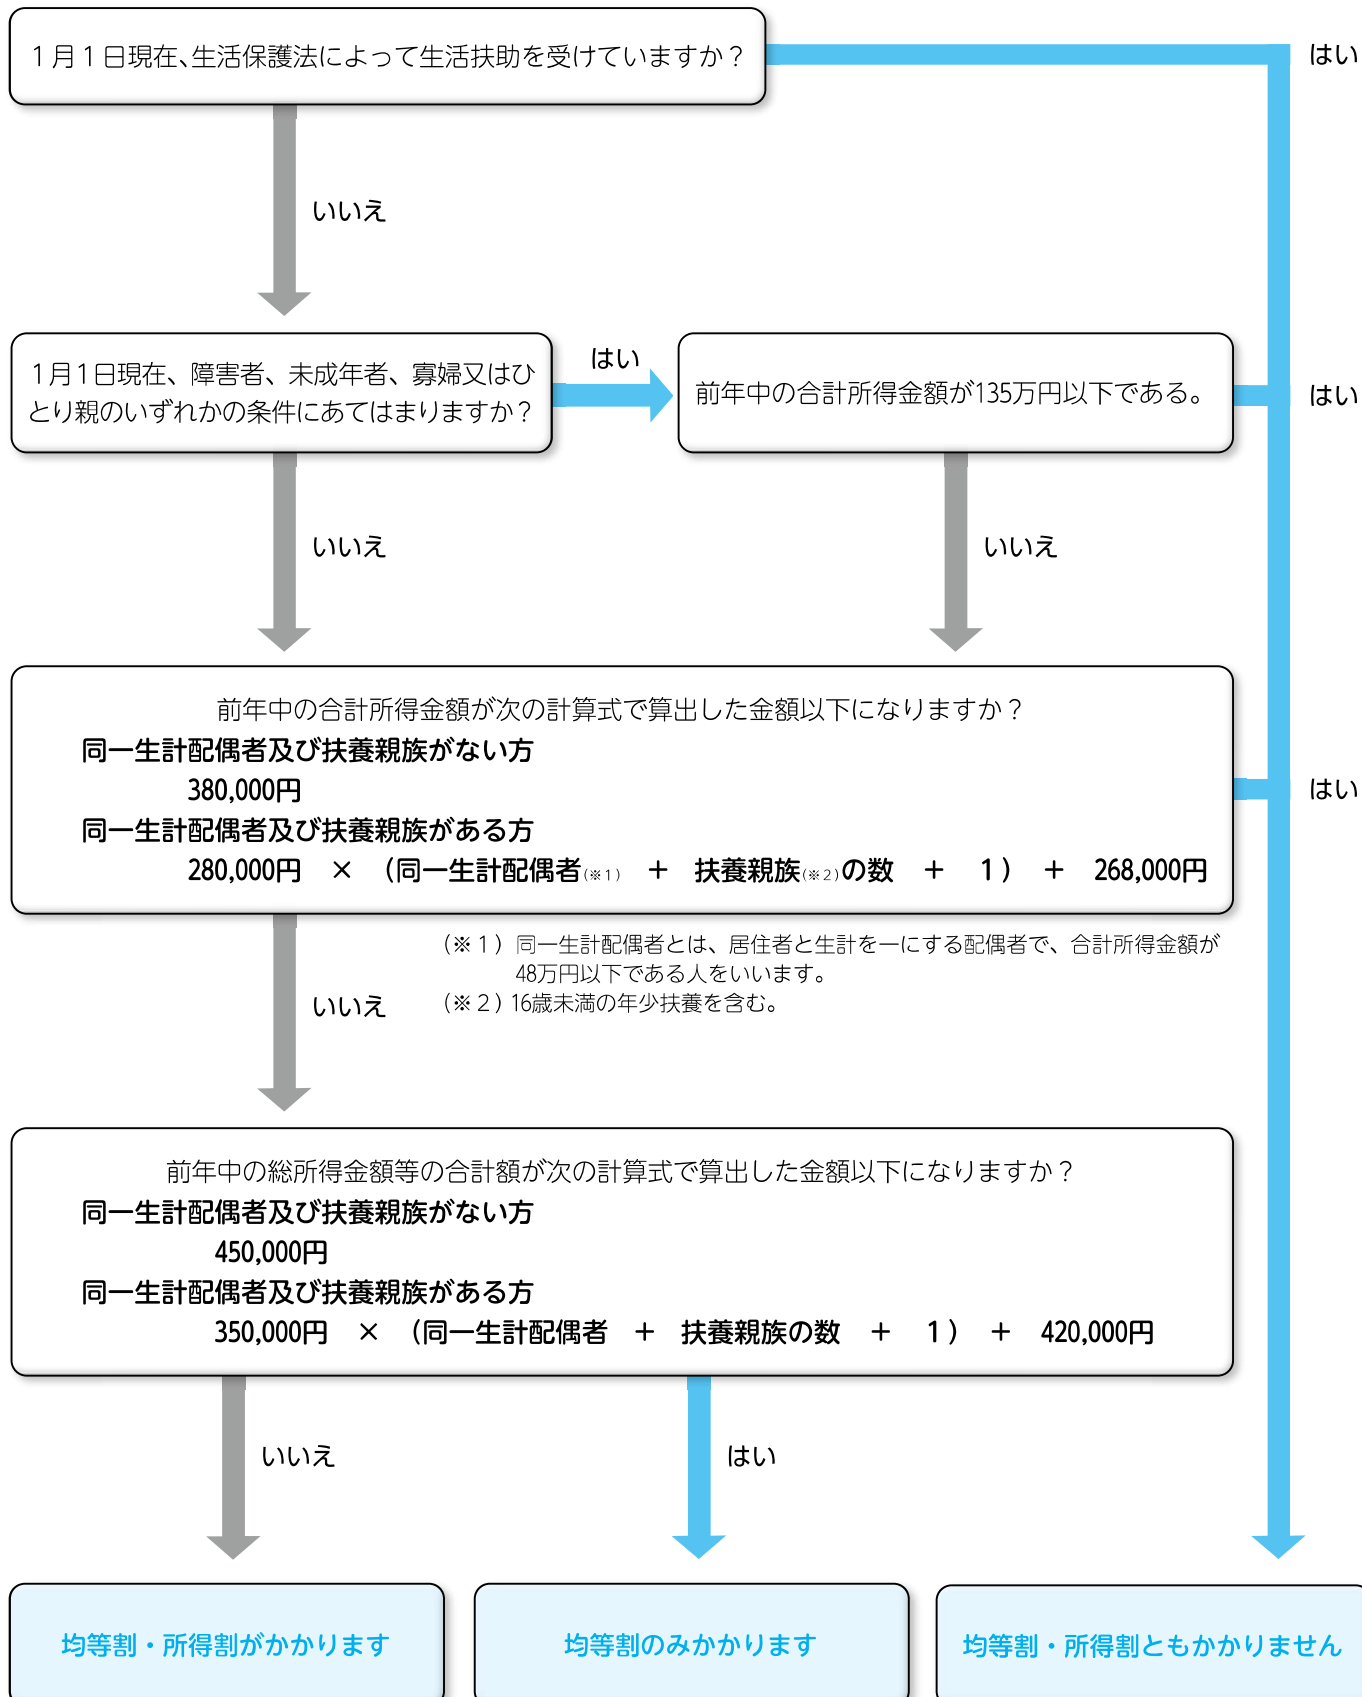 １月１日現在、生活保護法によって生活扶助を受けていますか？
はい
いいえ
1月1日現在、障害者、未成年者、寡婦又はひ
とり親のいずれかの条件にあてはまりますか？
はい
前年中の合計所得金額が135万円以下である。
はい
いいえ
いいえ
前年中の合計所得金額が次の計算式で算出した金額以下になりますか？
同一生計配偶者及び扶養親族がない方
380,000円
同一生計配偶者及び扶養親族がある方
280,000円　×　（同一生計配偶者（※１）　＋　扶養親族（※２）の数　＋　１）　＋　268,000円
はい
（※１）同一生計配偶者とは、居住者と生計を一にする配偶者で、合計所得金額が
48万円以下である人をいいます。
（※２）16歳未満の年少扶養を含む。
いいえ
前年中の総所得金額等の合計額が次の計算式で算出した金額以下になりますか？
同一生計配偶者及び扶養親族がない方
450,000円
同一生計配偶者及び扶養親族がある方
350,000円　×　（同一生計配偶者　＋　扶養親族の数　＋　１）　＋　420,000円
いいえ
はい
均等割・所得割がかかります
均等割のみかかります
均等割・所得割ともかかりません